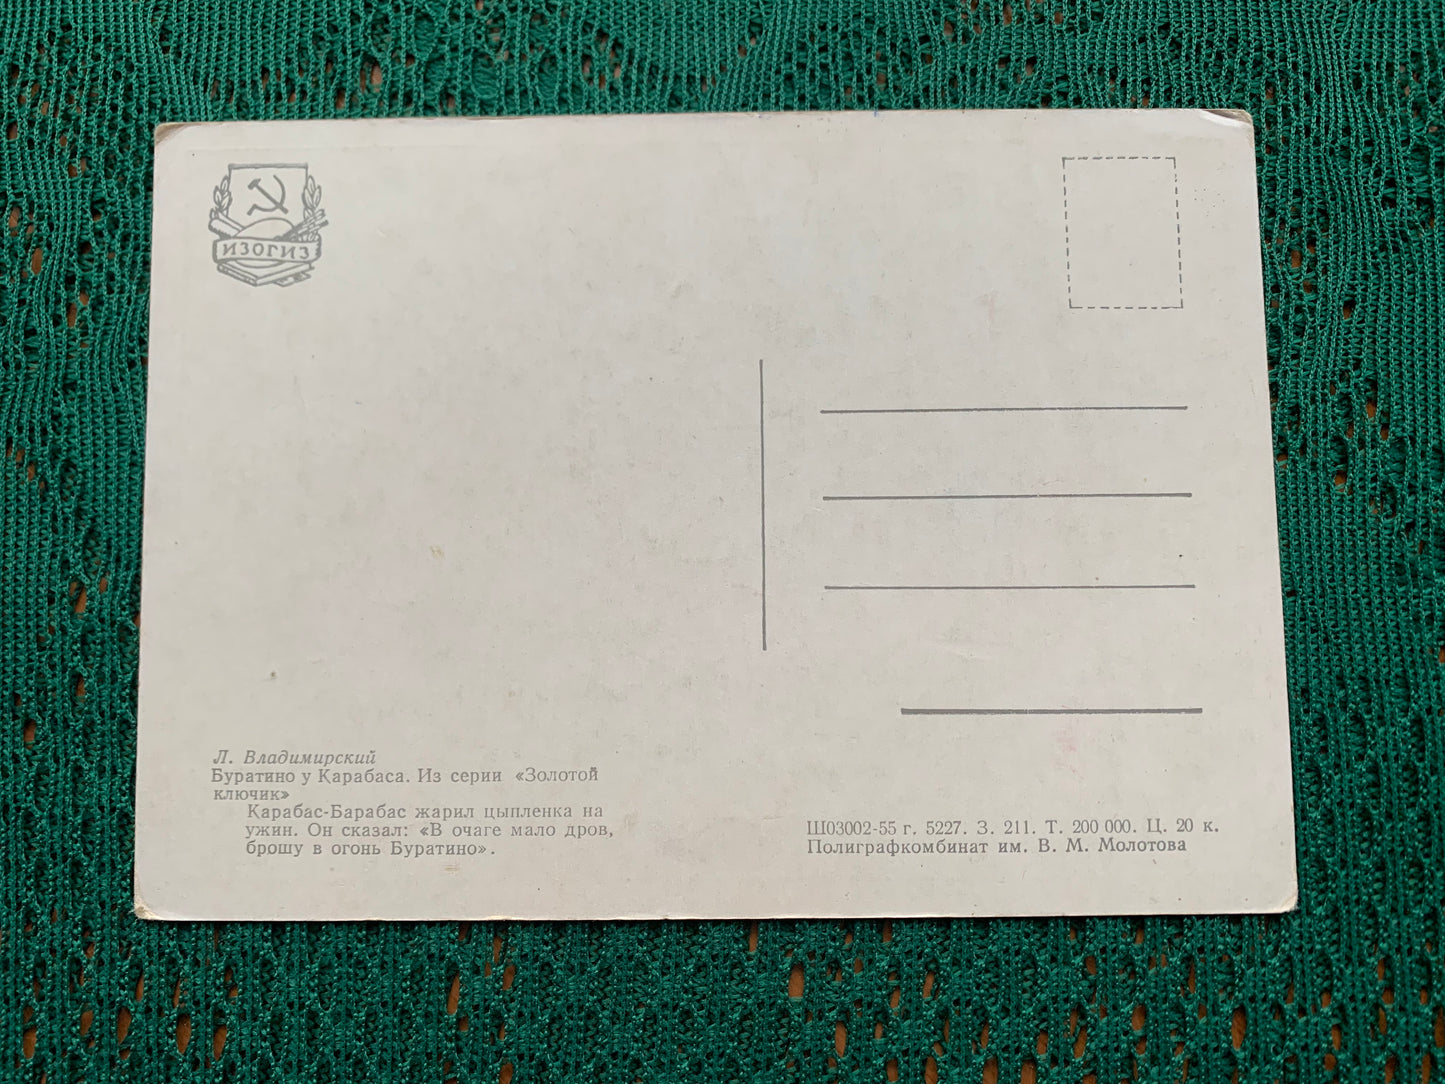 ИЗОГИЗ
Л. Владимирский
Буратино у Карабаса. Из серии «Золотой
ключик»
Карабас-Барабас жарил цыпленка на
ужин. Он сказал: «В очаге мало дров,
брошу в огонь Буратино».
Ш03002-55 г. 5227. З. 211. Т. 200 000. Ц. 20 к.
Полиграфкомбинат им. В. М. Молотова